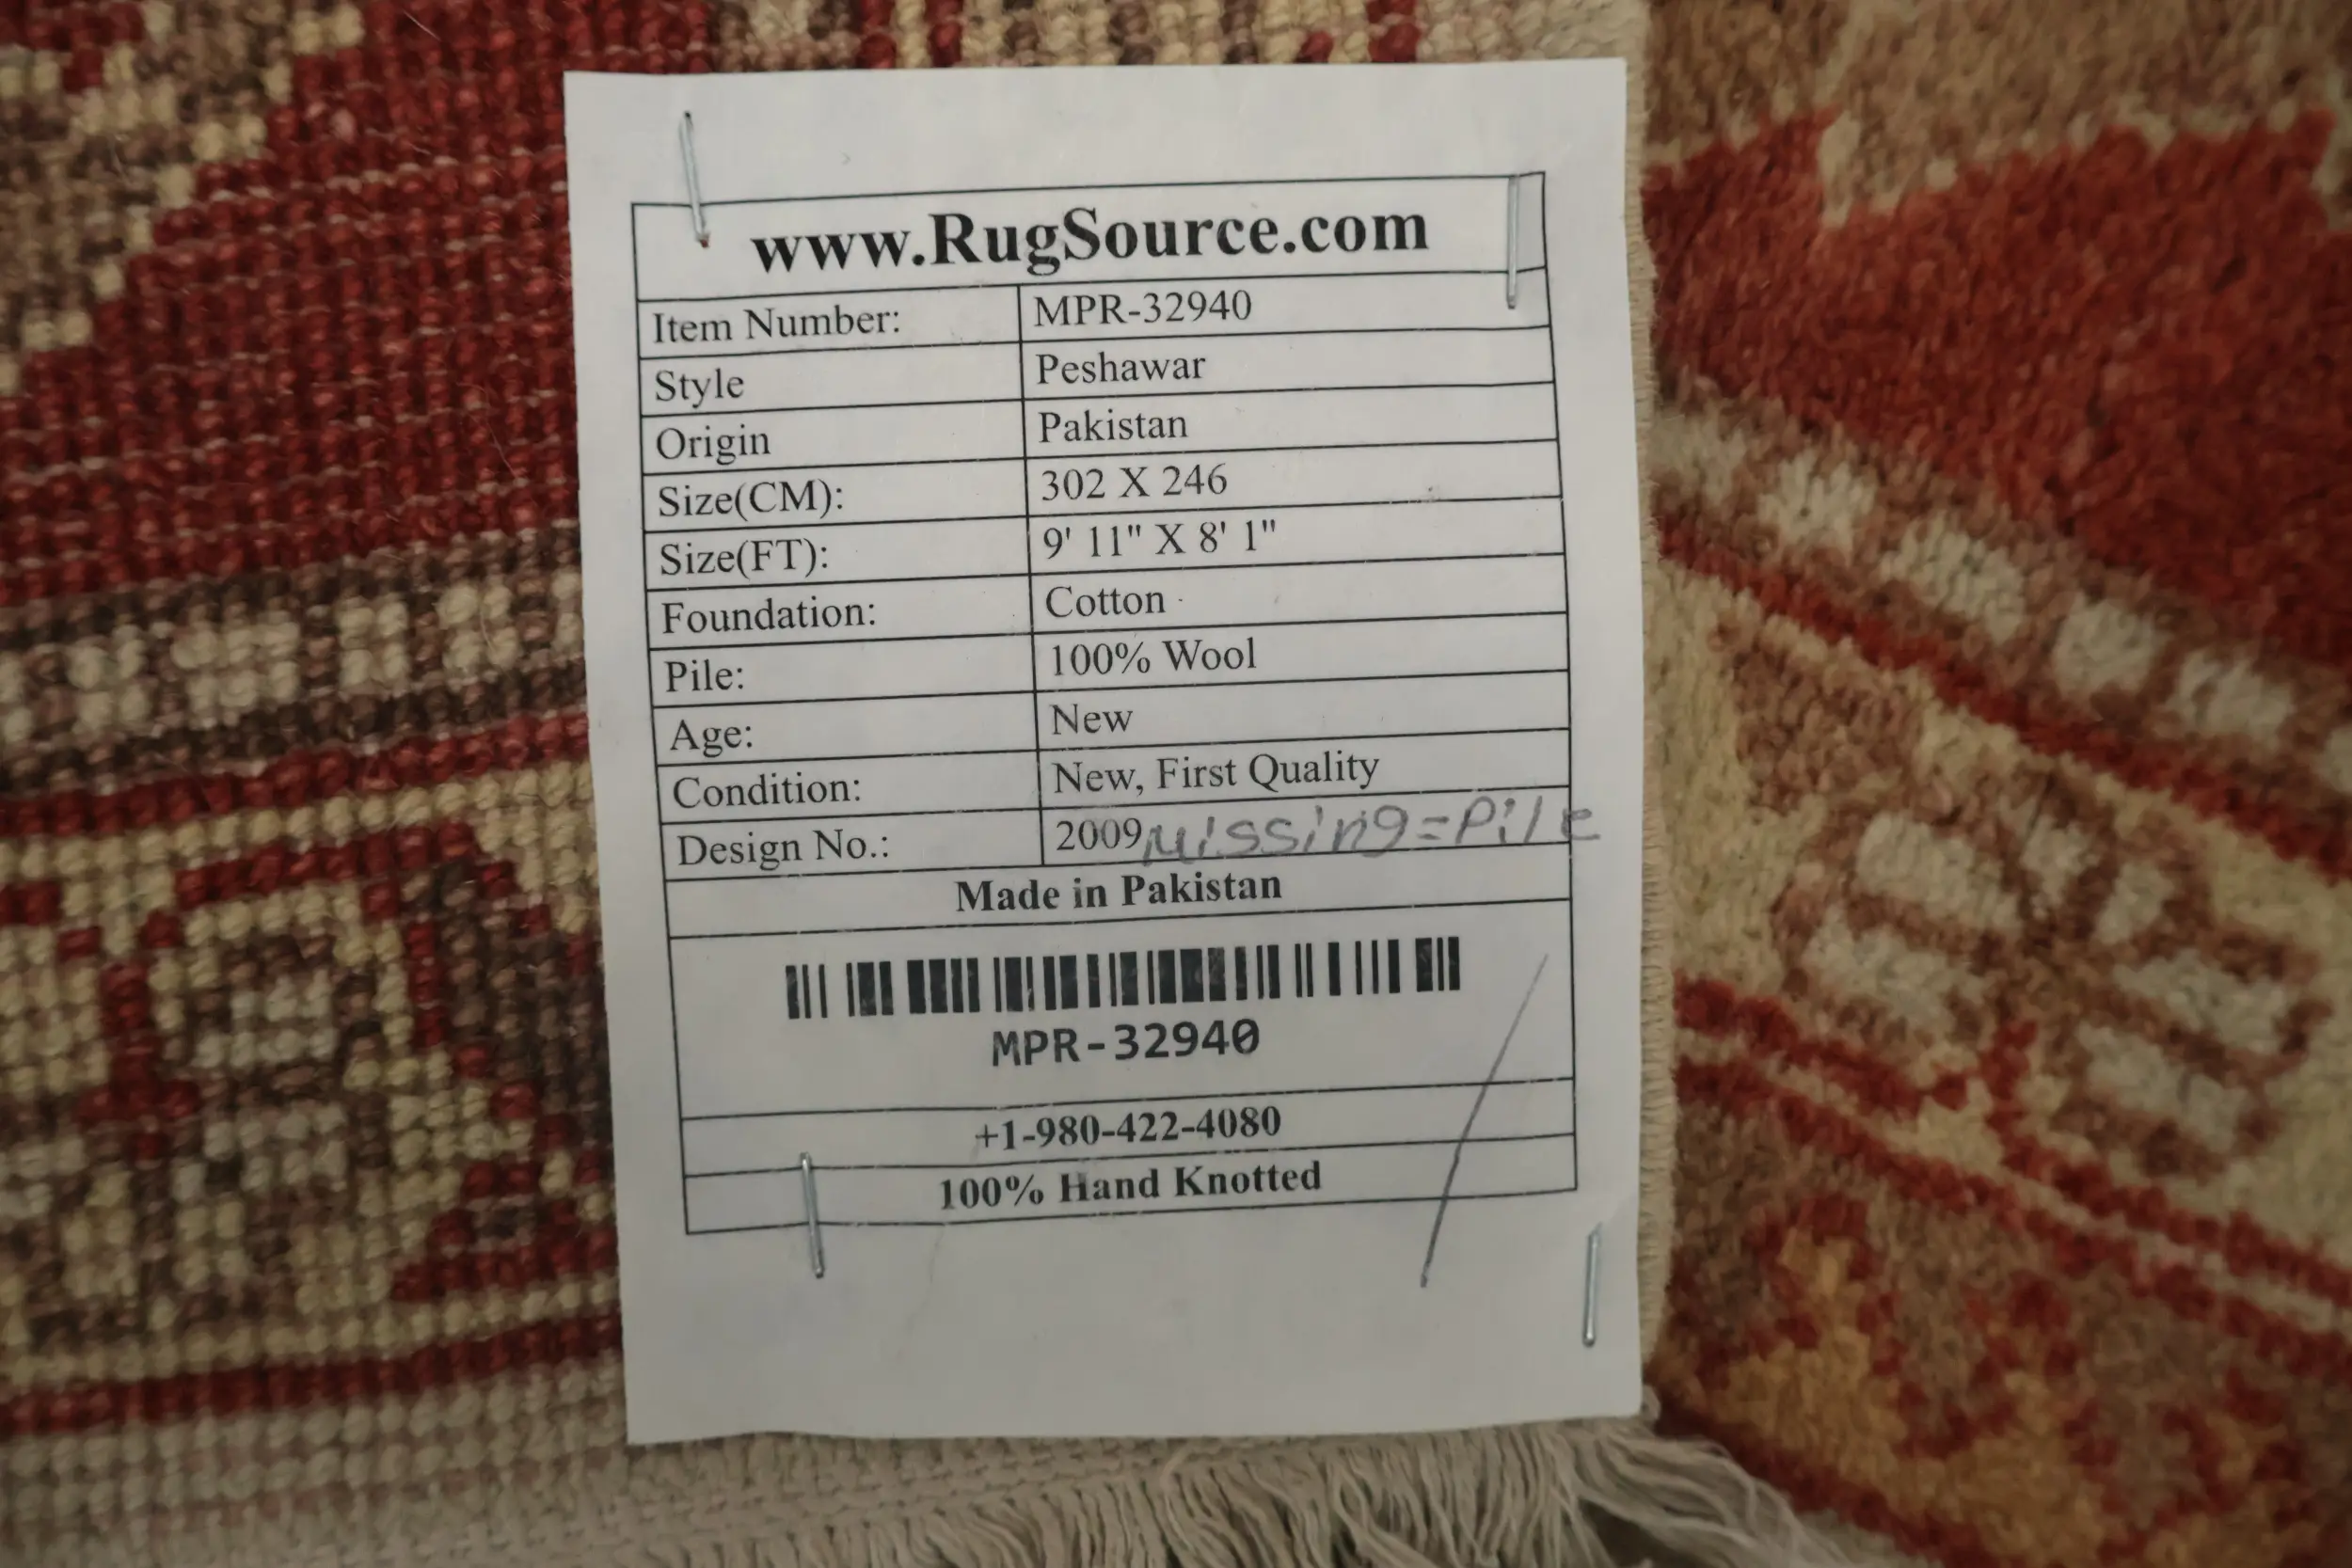 www.RugSource.com
Item Number: MPR-32940
Style Peshawar
Origin Pakistan
Size(CM): 302 X 246
Size(FT): 9' 11" X 8' 1"
Foundation: Cotton
Pile: 100% Wool
Age: New
Condition: New, First Quality
Design No.: 2009 Missing=Pile
Made in Pakistan
MPR-32940
+1-980-422-4080
100% Hand Knotted